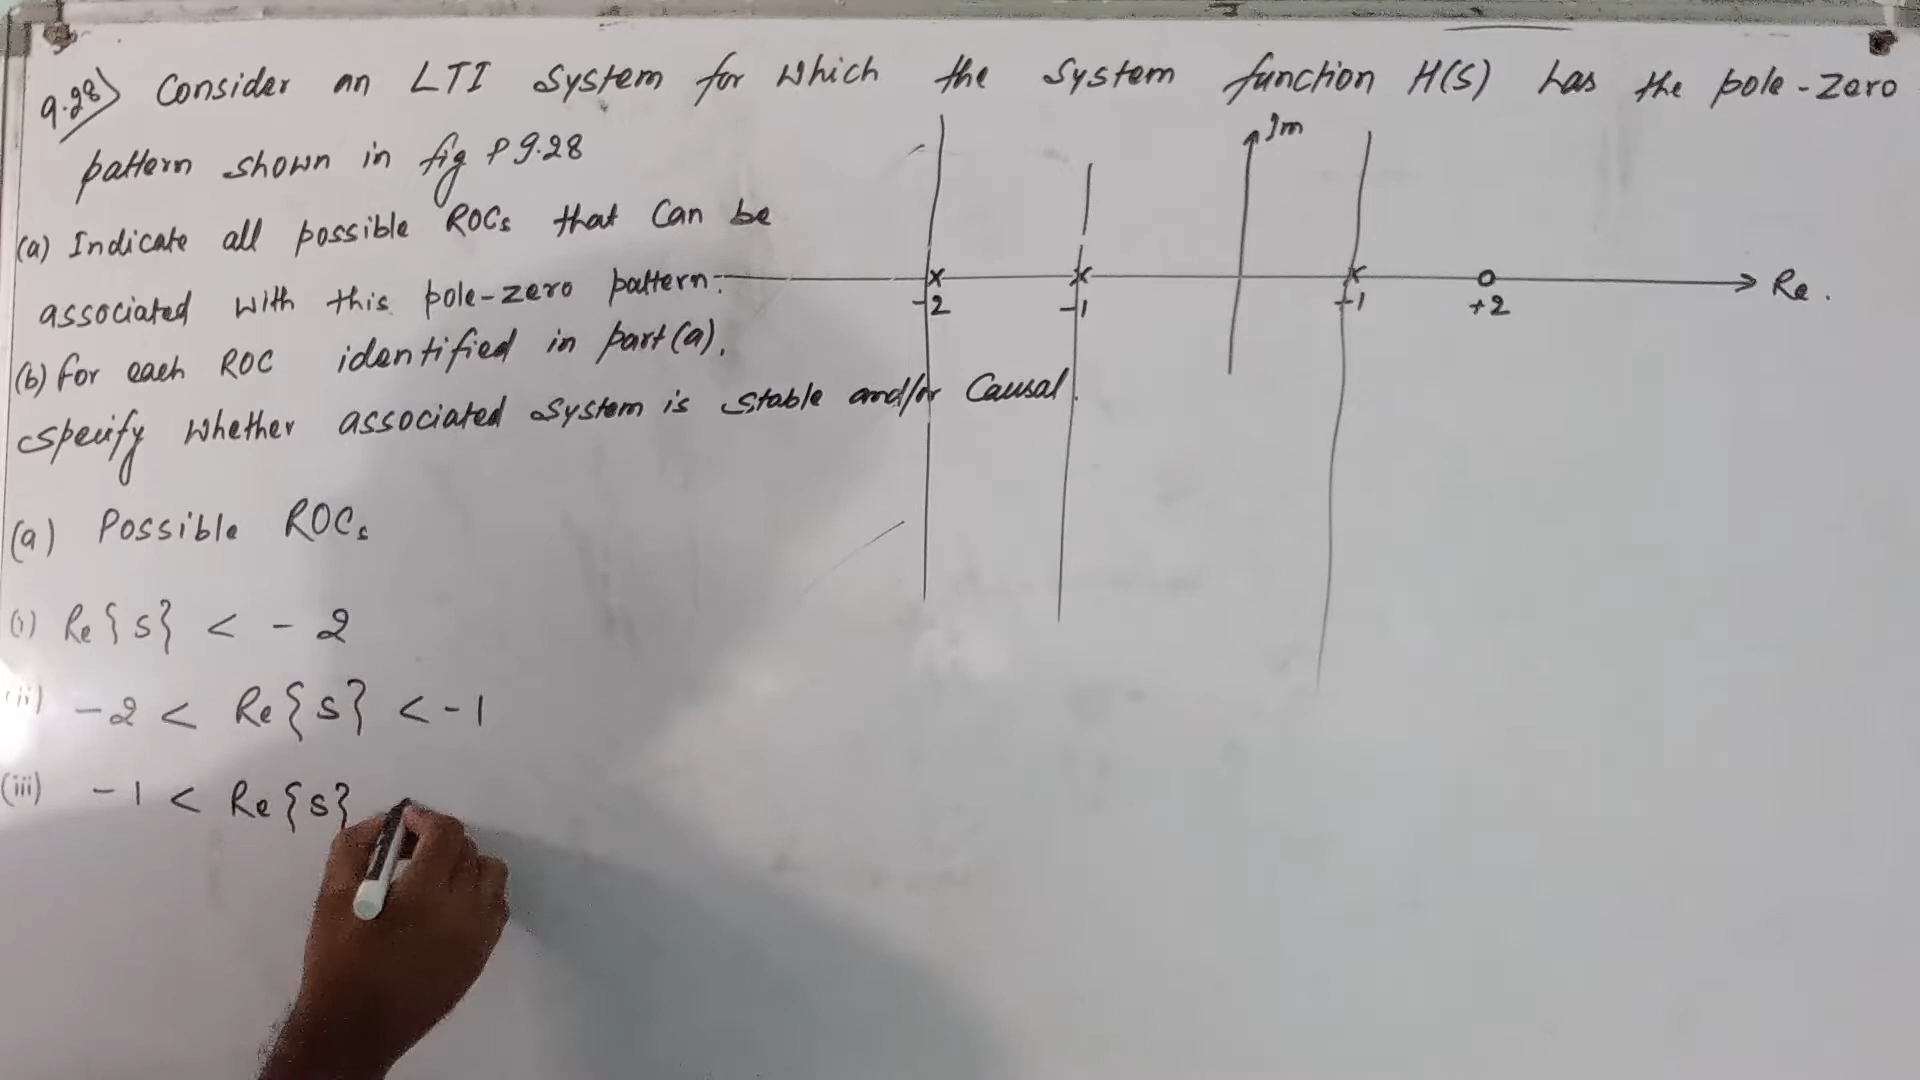 9.28) Consider an LTI System for which the System function H(S) has the pole-zero
pattern shown in fig P9.28
(a) Indicate all possible ROCs that Can be
associated with this pole-zero pattern.
(b) for each ROC identified in part(a),
specify whether associated system is stable and/or Causal.
Im
Re.
-2 -1 +1 +2
(a) Possible ROCs
(i) Re{s} < -2
(ii) -2 < Re{s} < -1
(iii) -1 < Re{s}